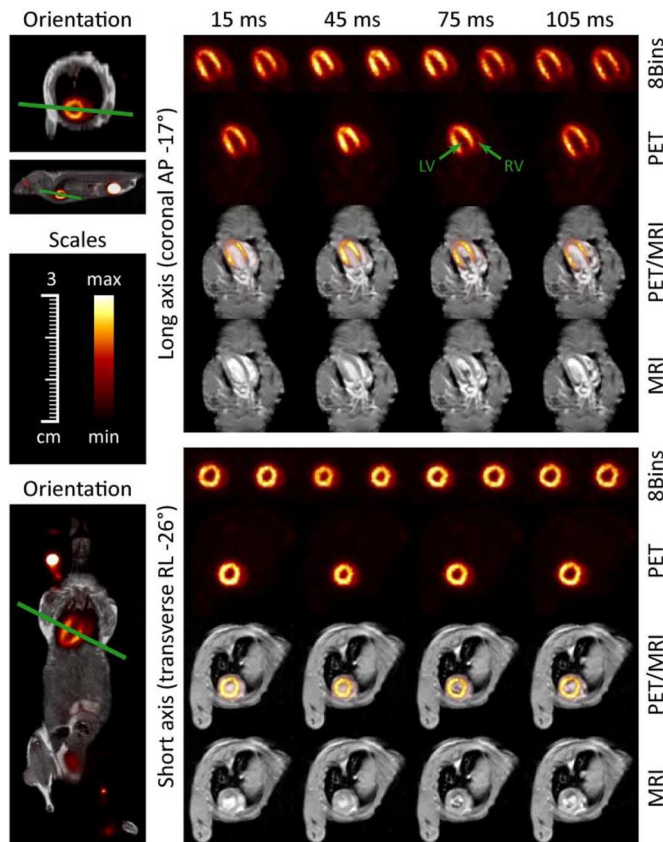 Orientation
15 ms 45 ms 75 ms 105 ms
Long axis (coronal AP -17°)
8Bins
PET
LV RV
PET/MRI
MRI
Scales
3 max
cm min
Orientation
Short axis (transverse RL -26°)
8Bins
PET
PET/MRI
MRI